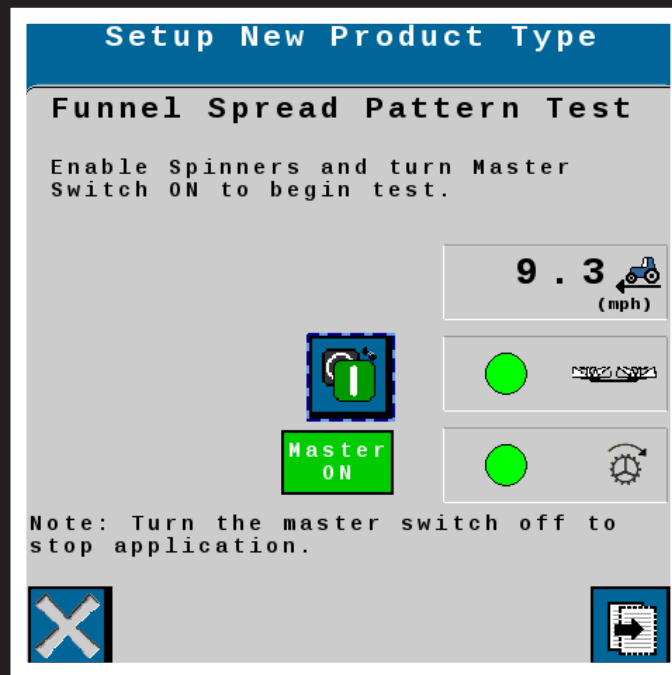 Setup New Product Type
Funnel Spread Pattern Test
Enable Spinners and turn Master
Switch ON to begin test.
9.3
(mph)
Master
ON
Note: Turn the master switch off to
stop application.